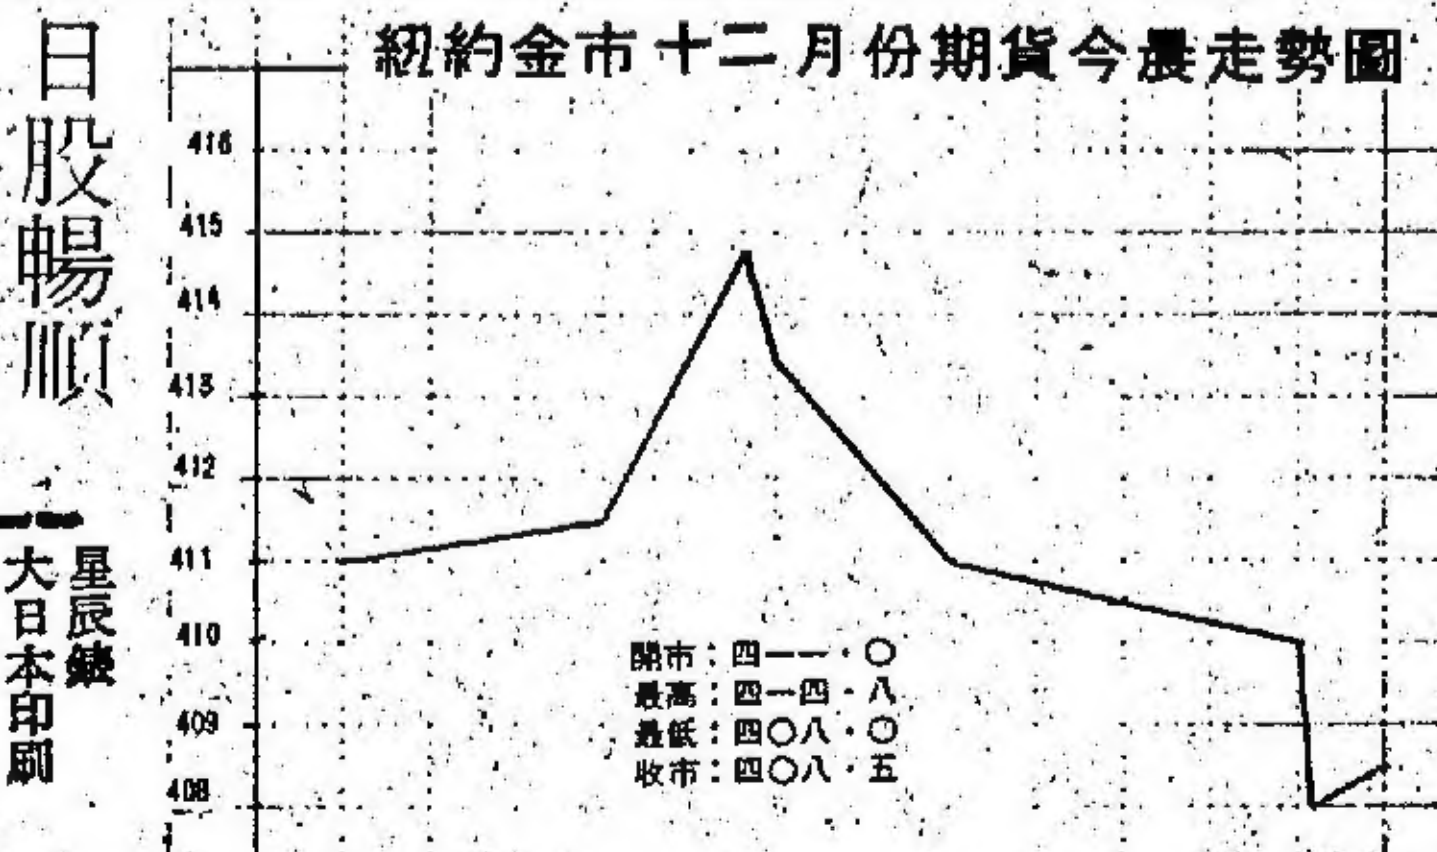 紐約金市十二月份期貨今晨走勢圖
416
415
414
413
412
411
410
409
408
開市：四一一·〇
最高：四一四·八
最低：四〇八·〇
收市：四〇八·五
日股暢順
星辰錶
大日本印刷